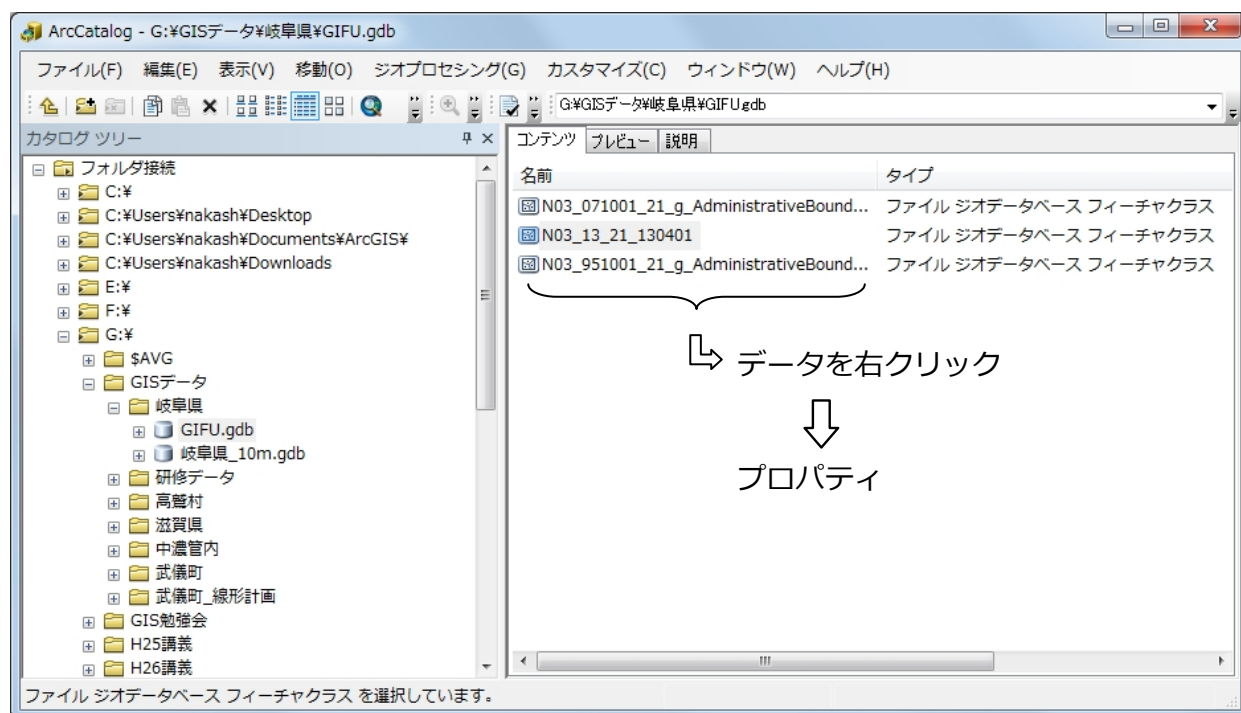 ArcCatalog - G:¥GISデータ¥岐阜県¥GIFU.gdb
ファイル(F) 編集(E) 表示(V) 移動(O) ジオプロセシング(G) カスタマイズ(C) ウィンドウ(W) ヘルプ(H)
G:¥GISデータ¥岐阜県¥GIFU.gdb
カタログ ツリー
フォルダ接続
C:¥
C:¥Users¥nakash¥Desktop
C:¥Users¥nakash¥Documents¥ArcGIS¥
C:¥Users¥nakash¥Downloads
E:¥
F:¥
G:¥
$AVG
GISデータ
岐阜県
GIFU.gdb
岐阜県_10m.gdb
研修データ
高鷲村
滋賀県
中濃管内
武儀町
武儀町_線形計画
GIS勉強会
H25講義
H26講義
コンテンツ プレビュー 説明
名前 タイプ
N03_071001_21_g_AdministrativeBound... ファイル ジオデータベース フィーチャクラス
N03_13_21_130401 ファイル ジオデータベース フィーチャクラス
N03_951001_21_g_AdministrativeBound... ファイル ジオデータベース フィーチャクラス
データを右クリック
プロパティ
ファイル ジオデータベース フィーチャクラス を選択しています。